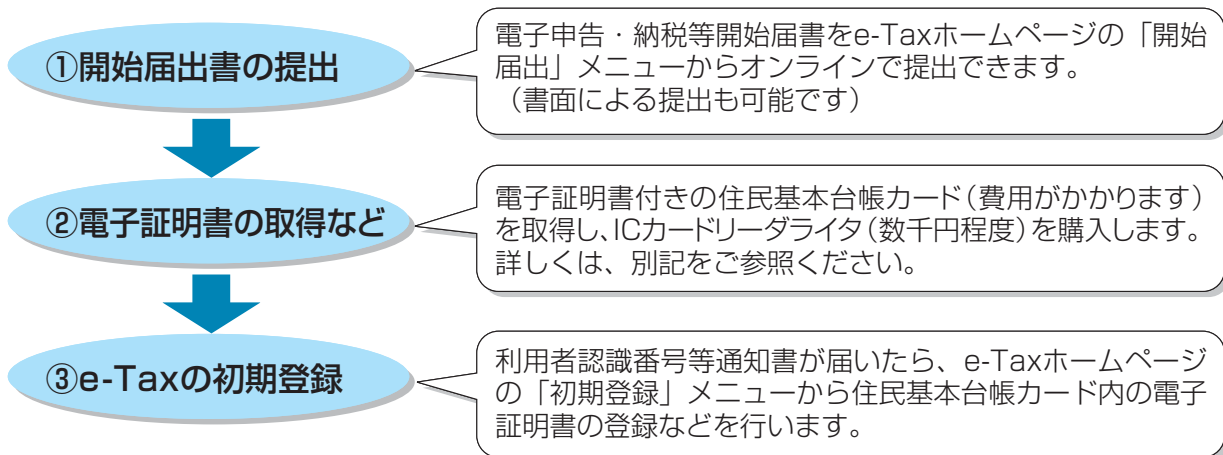 ①開始届出書の提出
電子申告・納税等開始届書をe-Taxホームページの「開始
届出」メニューからオンラインで提出できます。
（書面による提出も可能です）
②電子証明書の取得など
電子証明書付きの住民基本台帳カード（費用がかかります）
を取得し、ICカードリーダライタ（数千円程度）を購入します。
詳しくは、別記をご参照ください。
③e-Taxの初期登録
利用者認識番号等通知書が届いたら、e-Taxホームページ
の「初期登録」メニューから住民基本台帳カード内の電子
証明書の登録などを行います。